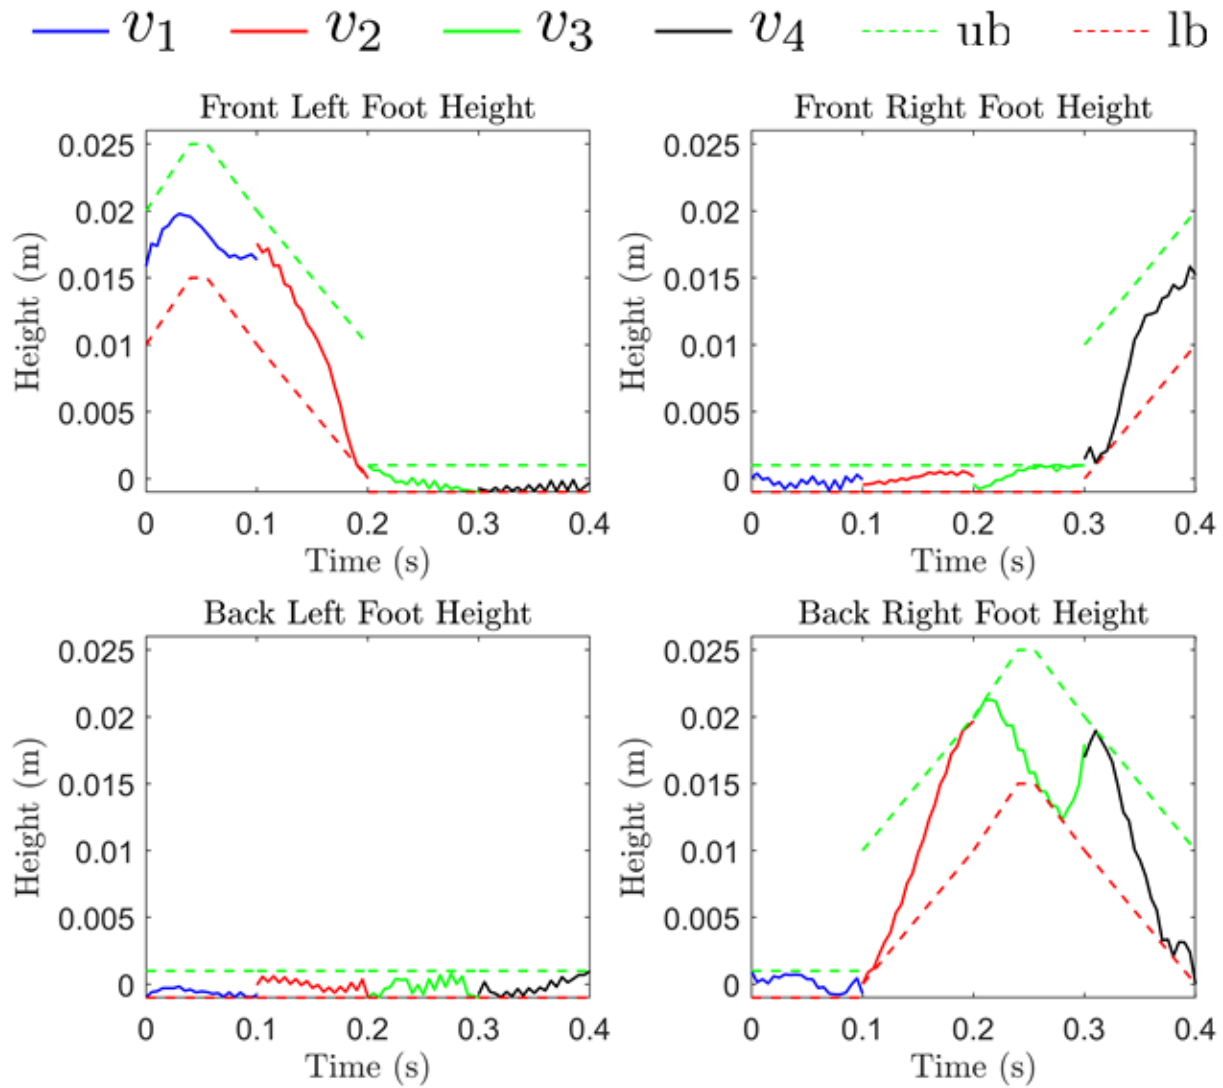 v1 v2 v3 v4 ub lb
Front Left Foot Height
0.025
0.02
0.015
0.01
0.005
0
Height (m)
0 0.1 0.2 0.3 0.4
Time (s)
Front Right Foot Height
0.025
0.02
0.015
0.01
0.005
0
Height (m)
0 0.1 0.2 0.3 0.4
Time (s)
Back Left Foot Height
0.025
0.02
0.015
0.01
0.005
0
Height (m)
0 0.1 0.2 0.3 0.4
Time (s)
Back Right Foot Height
0.025
0.02
0.015
0.01
0.005
0
Height (m)
0 0.1 0.2 0.3 0.4
Time (s)